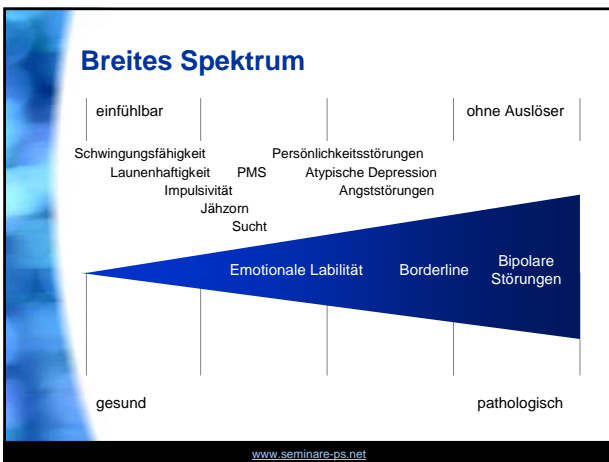 Breites Spektrum
einfühlbar
ohne Auslöser
Schwingungsfähigkeit
Persönlichkeitsstörungen
Launenhaftigkeit
PMS
Atypische Depression
Impulsivität
Angststörungen
Jähzorn
Sucht
Emotionale Labilität
Borderline
Bipolare
Störungen
gesund
pathologisch
www.seminare-ps.net